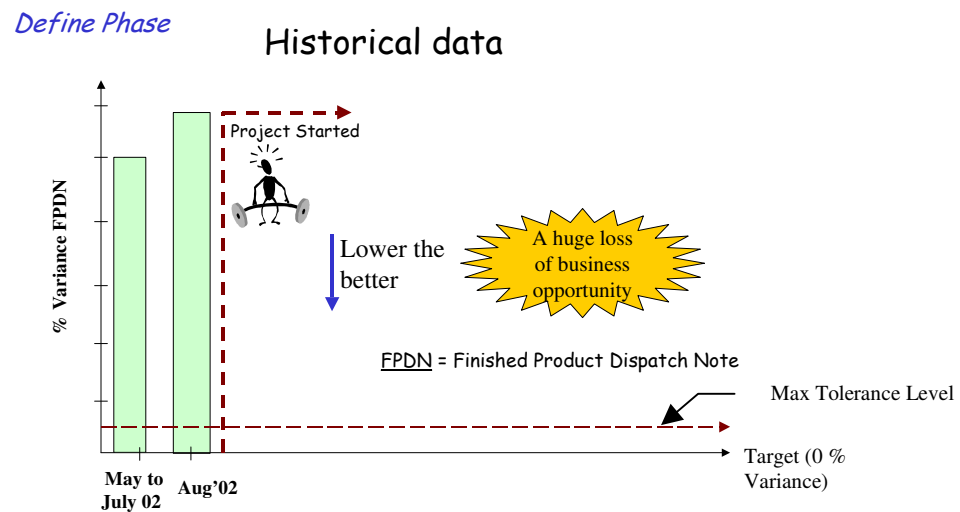 Define Phase
Historical data
Project Started
% Variance FPDN
Lower the
better
A huge loss
of business
opportunity
FPDN = Finished Product Dispatch Note
Max Tolerance Level
Target (0 %
Variance)
May to
July 02
Aug’02